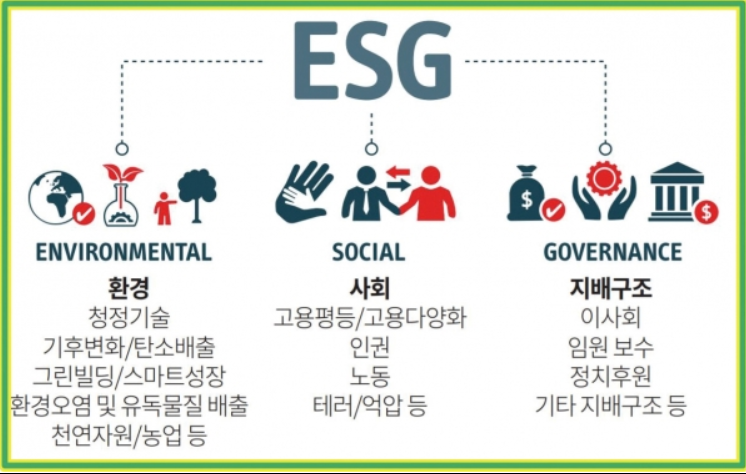 ESG
ENVIRONMENTAL
환경
청정기술
기후변화/탄소배출
그린빌딩/스마트성장
환경오염 및 유독물질 배출
천연자원/농업 등
SOCIAL
사회
고용평등/고용다양화
인권
노동
테러/억압 등
$
$
GOVERNANCE
지배구조
이사회
임원 보수
정치후원
기타 지배구조 등